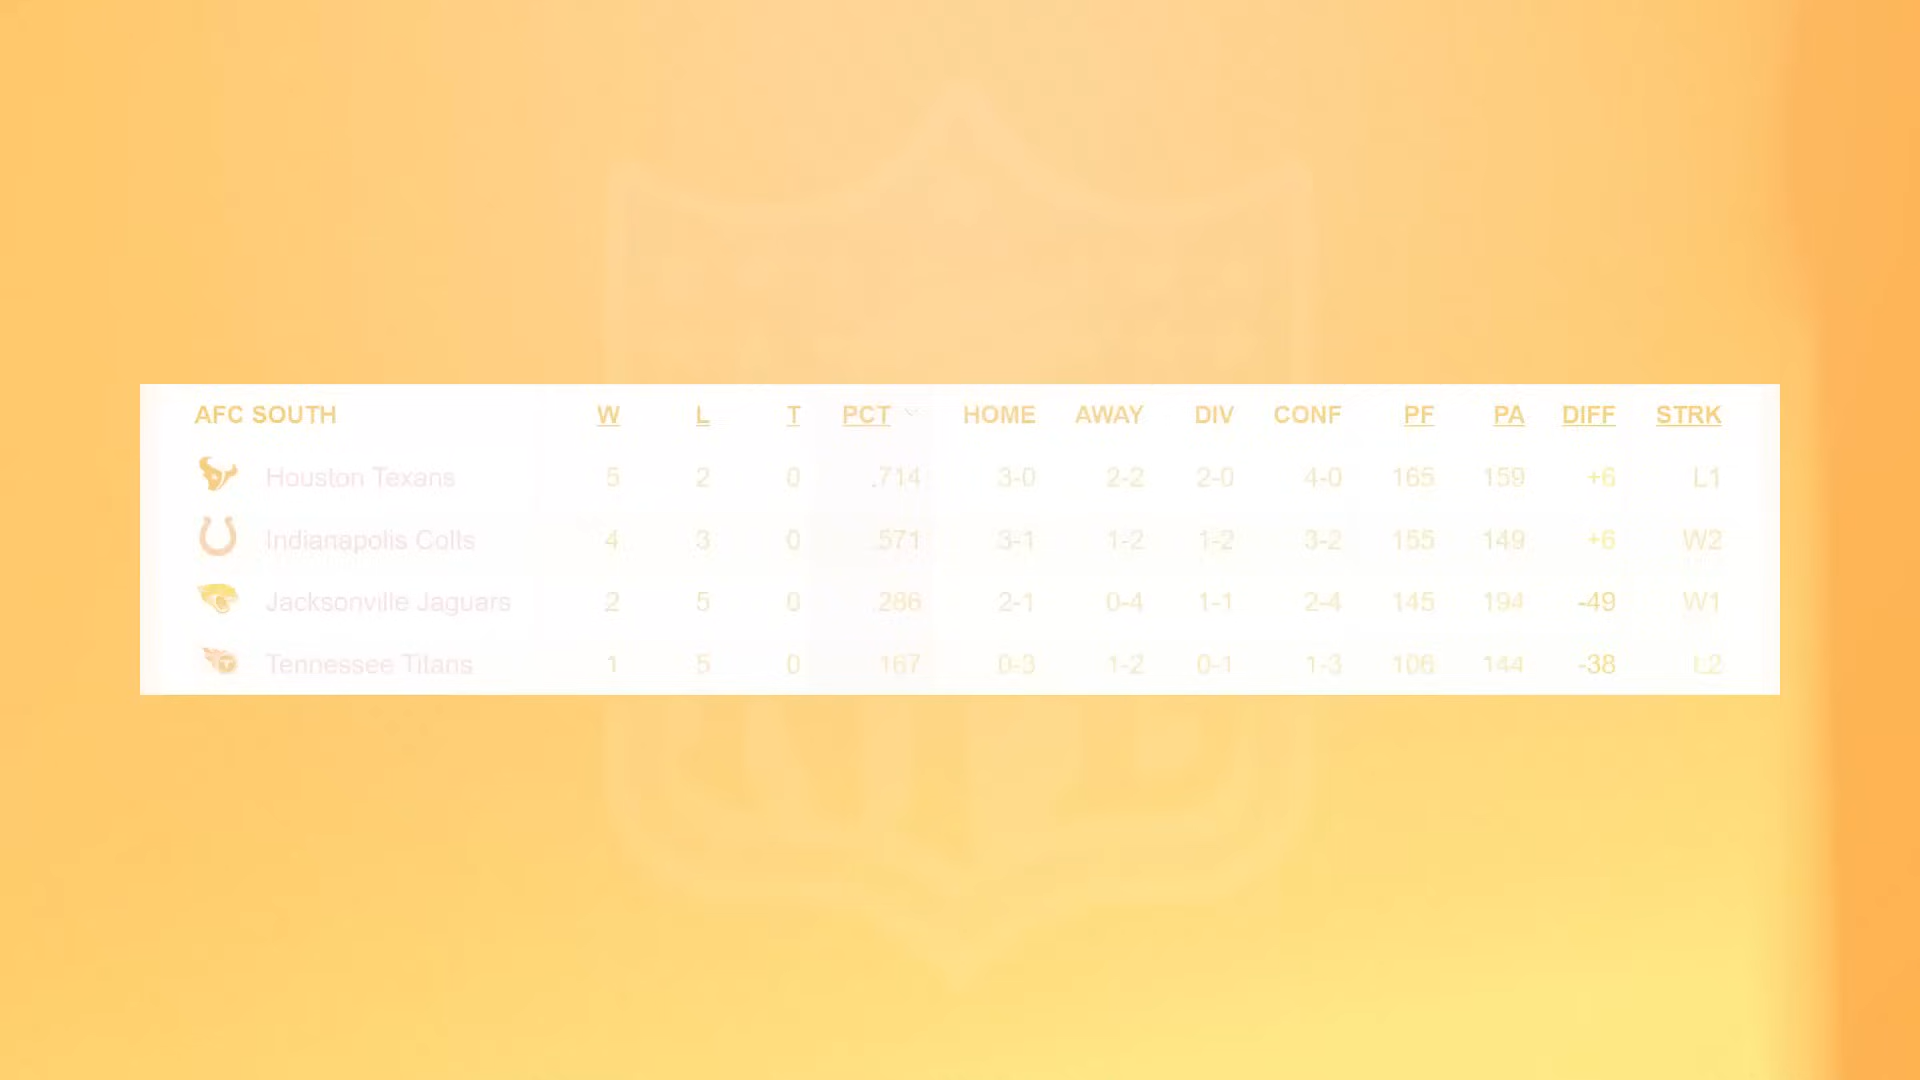 AFC SOUTH W L T PCT HOME AWAY DIV CONF PF PA DIFF STRK
Houston Texans 5 2 0 .714 3-0 2-2 2-0 4-0 165 159 +6 L1
Indianapolis Colts 4 3 0 .571 3-1 1-2 1-2 3-2 155 149 +6 W2
Jacksonville Jaguars 2 5 0 .286 2-1 0-4 1-1 2-4 145 194 -49 W1
Tennessee Titans 1 5 0 .167 0-3 1-2 0-1 1-3 106 144 -38 L2